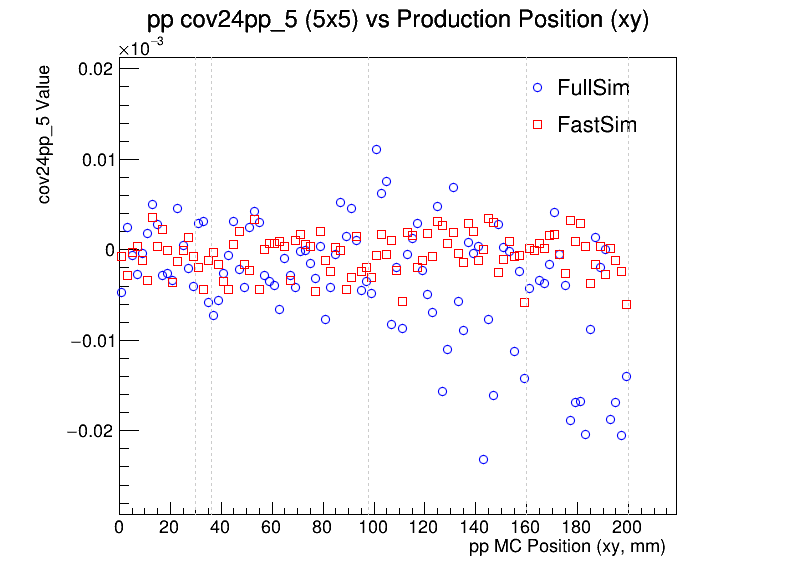 pp cov24pp_5 (5x5) vs Production Position (xy)
×10⁻³
cov24pp_5 Value
0.02
0.01
0
−0.01
−0.02
FullSim
FastSim
0 20 40 60 80 100 120 140 160 180 200
pp MC Position (xy, mm)